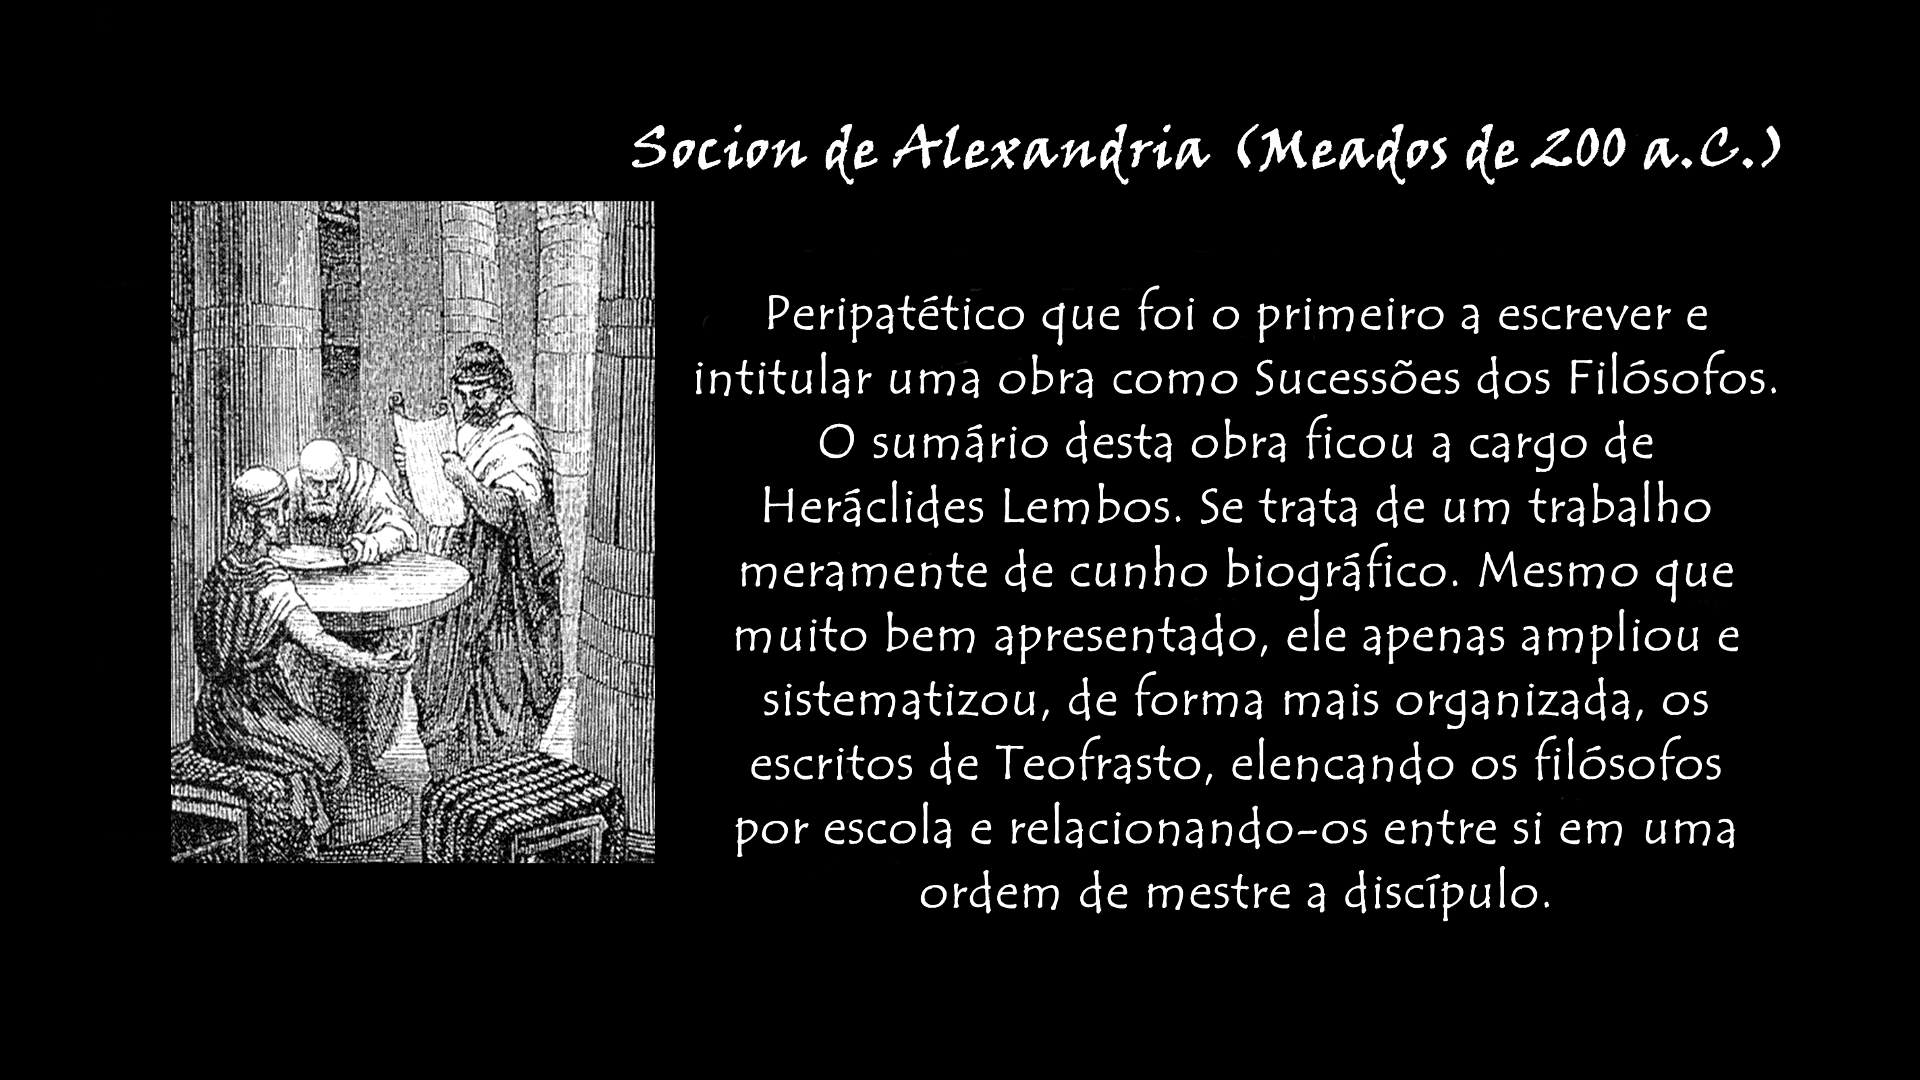 Socion de Alexandria (Meados de 200 a.C.)
Peripatético que foi o primeiro a escrever e
intitular uma obra como Sucessões dos Filósofos.
O sumário desta obra ficou a cargo de
Heráclides Lembos. Se trata de um trabalho
meramente de cunho biográfico. Mesmo que
muito bem apresentado, ele apenas ampliou e
sistematizou, de forma mais organizada, os
escritos de Teofrasto, elencando os filósofos
por escola e relacionando-os entre si em uma
ordem de mestre a discípulo.